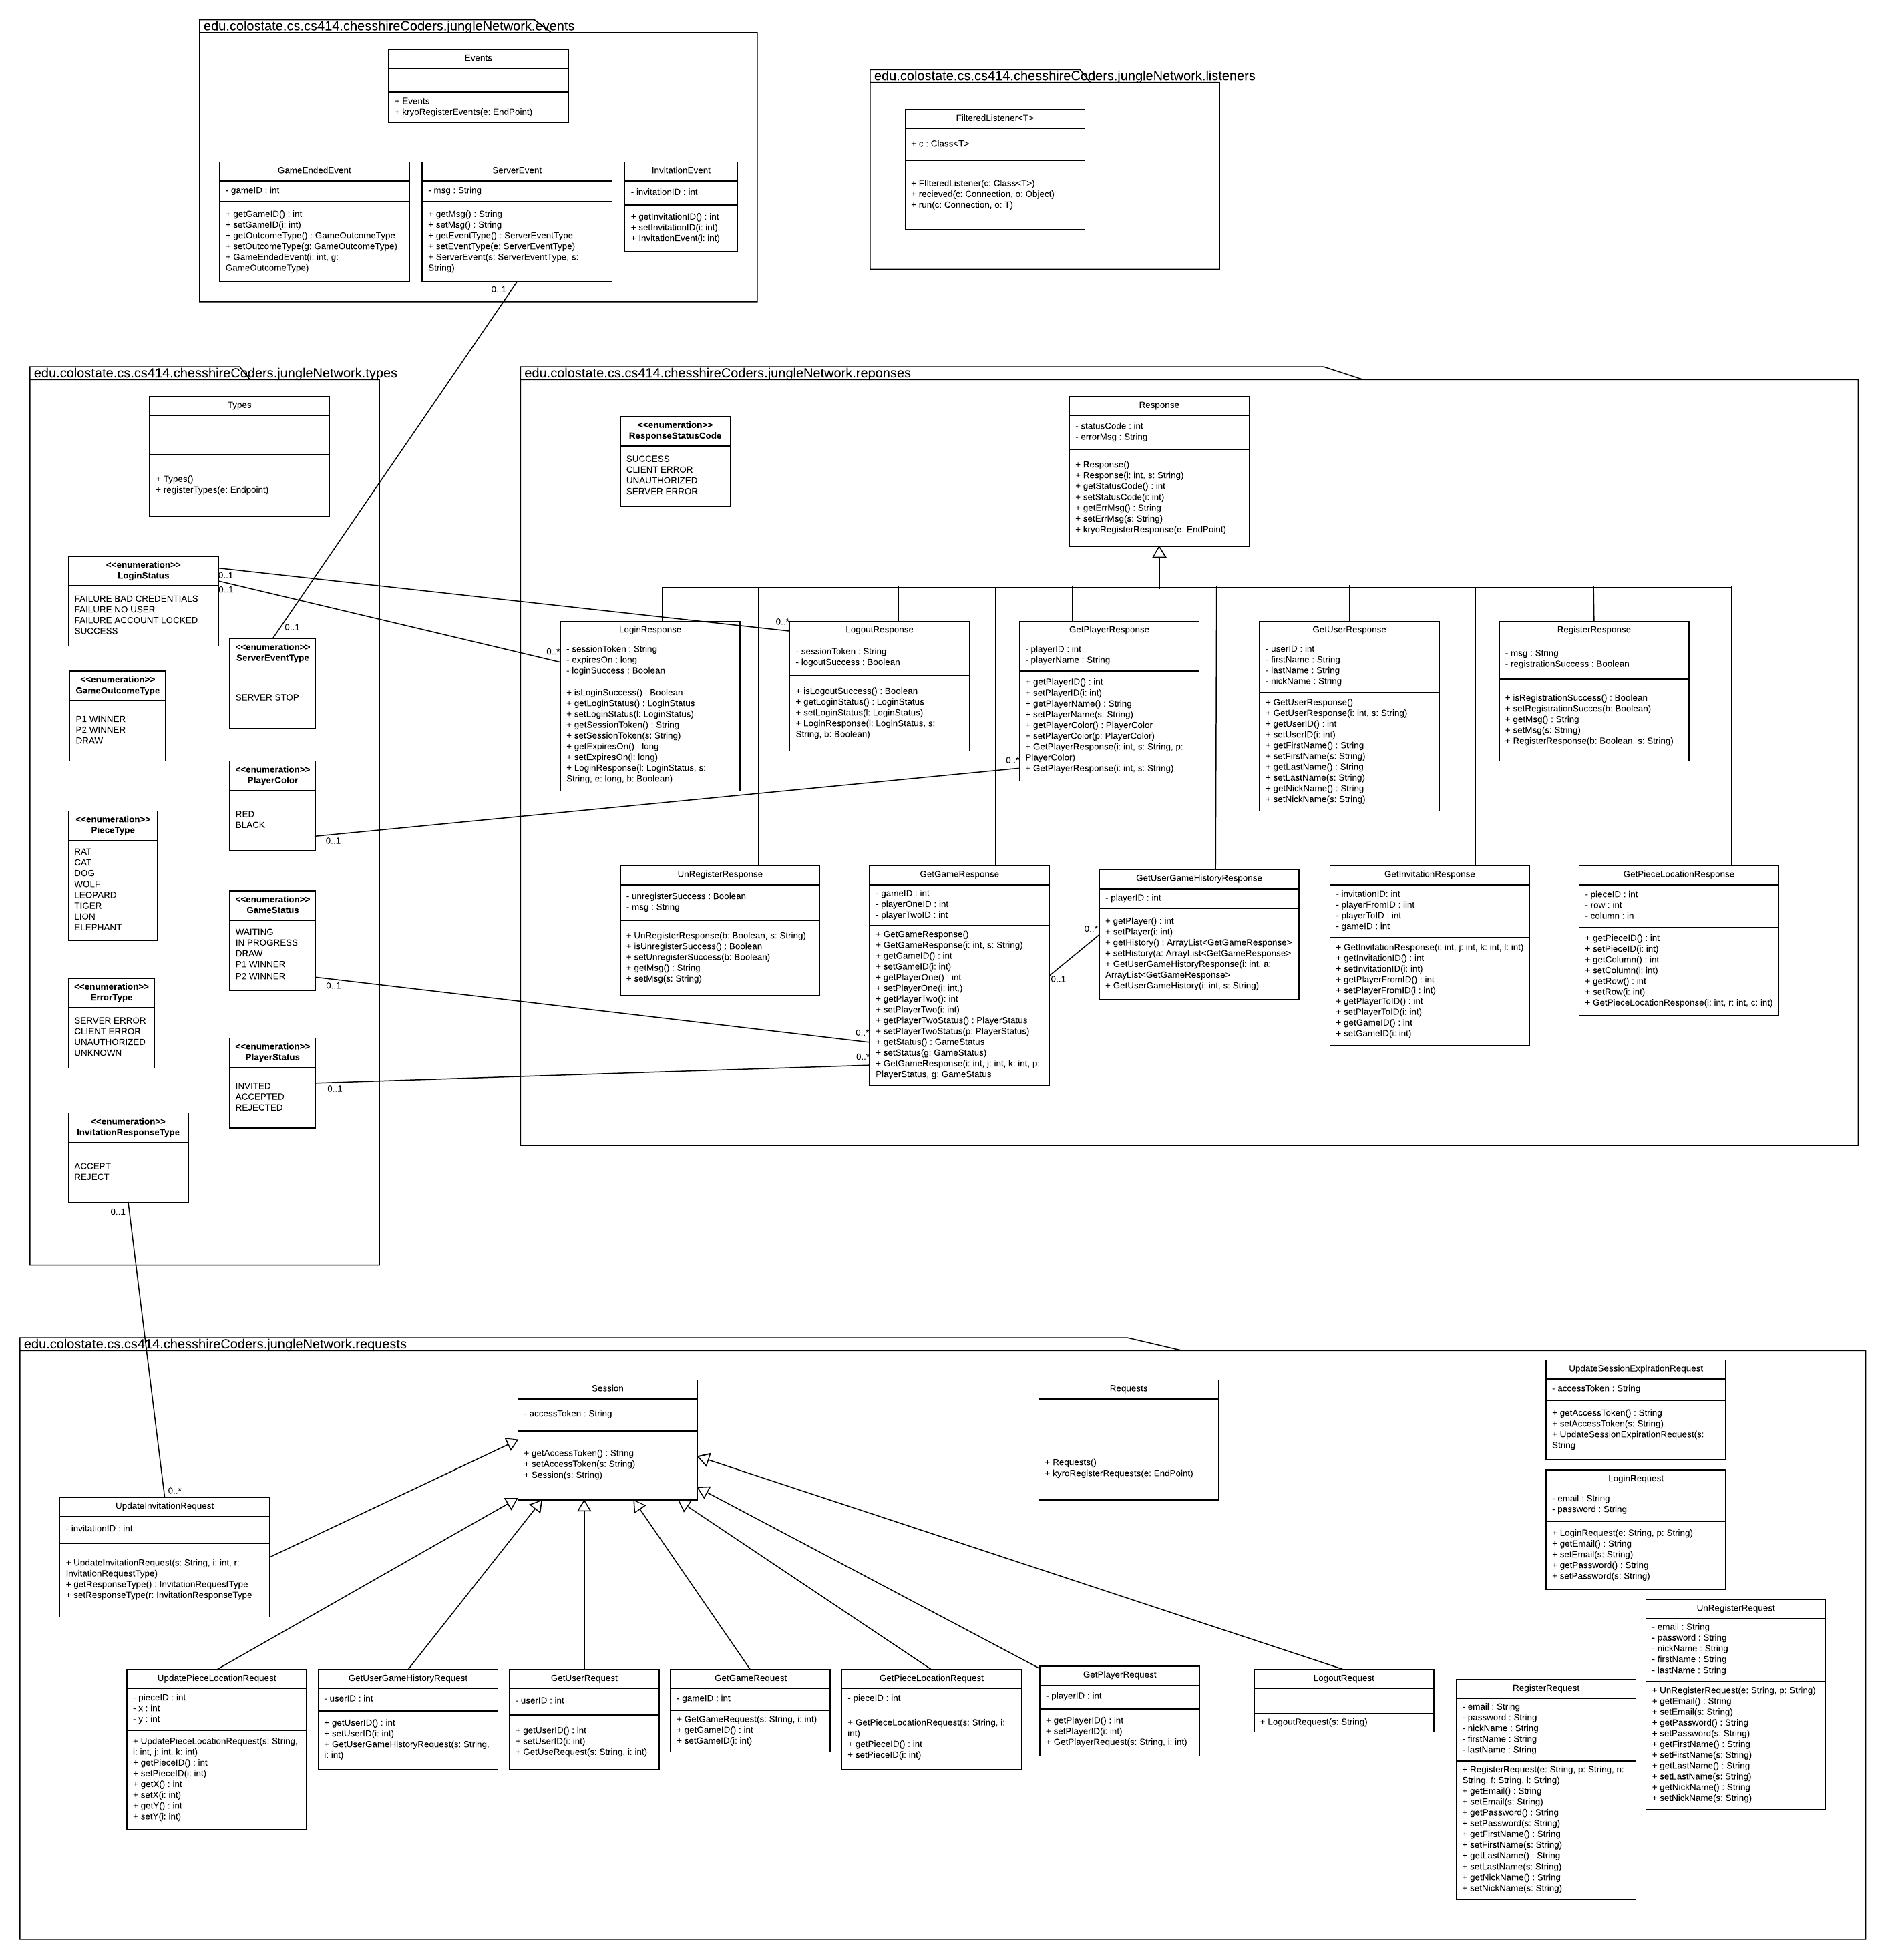 edu.colostate.cs.cs414.chesshireCoders.jungleNetwork.events
Events
+ Events
+ kryoRegisterEvents(e: EndPoint)
GameEndedEvent
- gameID : int
+ getGameID() : int
+ setGameID(i: int)
+ getOutcomeType() : GameOutcomeType
+ setOutcomeType(g: GameOutcomeType)
+ GameEndedEvent(i: int, g:
GameOutcomeType)
ServerEvent
- msg : String
+ getMsg() : String
+ setMsg() : String
+ getEventType() : ServerEventType
+ setEventType(e: ServerEventType)
+ ServerEvent(s: ServerEventType, s:
String)
0..1
InvitationEvent
- invitationID : int
+ getInvitationID() : int
+ setInvitationID(i: int)
+ InvitationEvent(i: int)
edu.colostate.cs.cs414.chesshireCoders.jungleNetwork.listeners
FilteredListener<T>
+ c : Class<T>
+ FIlteredListener(c: Class<T>)
+ recieved(c: Connection, o: Object)
+ run(c: Connection, o: T)
edu.colostate.cs.cs414.chesshireCoders.jungleNetwork.types
Types
+ Types()
+ registerTypes(e: Endpoint)
<<enumeration>>
LoginStatus
FAILURE BAD CREDENTIALS
FAILURE NO USER
FAILURE ACCOUNT LOCKED
SUCCESS
0..1
0..1
0..1
<<enumeration>>
ServerEventType
SERVER STOP
<<enumeration>>
GameOutcomeType
P1 WINNER
P2 WINNER
DRAW
<<enumeration>>
PlayerColor
RED
BLACK
0..1
<<enumeration>>
PieceType
RAT
CAT
DOG
WOLF
LEOPARD
TIGER
LION
ELEPHANT
<<enumeration>>
GameStatus
WAITING
IN PROGRESS
DRAW
P1 WINNER
P2 WINNER
0..1
<<enumeration>>
ErrorType
SERVER ERROR
CLIENT ERROR
UNAUTHORIZED
UNKNOWN
<<enumeration>>
PlayerStatus
INVITED
ACCEPTED
REJECTED
0..1
<<enumeration>>
InvitationResponseType
ACCEPT
REJECT
0..1
edu.colostate.cs.cs414.chesshireCoders.jungleNetwork.reponses
<<enumeration>>
ResponseStatusCode
SUCCESS
CLIENT ERROR
UNAUTHORIZED
SERVER ERROR
Response
- statusCode : int
- errorMsg : String
+ Response()
+ Response(i: int, s: String)
+ getStatusCode() : int
+ setStatusCode(i: int)
+ getErrMsg() : String
+ setErrMsg(s: String)
+ kryoRegisterResponse(e: EndPoint)
0..*
LoginResponse
- sessionToken : String
- expiresOn : long
- loginSuccess : Boolean
+ isLoginSuccess() : Boolean
+ getLoginStatus() : LoginStatus
+ setLoginStatus(l: LoginStatus)
+ getSessionToken() : String
+ setSessionToken(s: String)
+ getExpiresOn() : long
+ setExpiresOn(l: long)
+ LoginResponse(l: LoginStatus, s:
String, e: long, b: Boolean)
0..*
LogoutResponse
- sessionToken : String
- logoutSuccess : Boolean
+ isLogoutSuccess() : Boolean
+ getLoginStatus() : LoginStatus
+ setLoginStatus(l: LoginStatus)
+ LoginResponse(l: LoginStatus, s:
String, b: Boolean)
GetPlayerResponse
- playerID : int
- playerName : String
+ getPlayerID() : int
+ setPlayerID(i: int)
+ getPlayerName() : String
+ setPlayerName(s: String)
+ getPlayerColor() : PlayerColor
+ setPlayerColor(p: PlayerColor)
+ GetPlayerResponse(i: int, s: String, p:
PlayerColor)
+ GetPlayerResponse(i: int, s: String)
0..*
GetUserResponse
- userID : int
- firstName : String
- lastName : String
- nickName : String
+ GetUserResponse()
+ GetUserResponse(i: int, s: String)
+ getUserID() : int
+ setUserID(i: int)
+ getFirstName() : String
+ setFirstName(s: String)
+ getLastName() : String
+ setLastName(s: String)
+ getNickName() : String
+ setNickName(s: String)
RegisterResponse
- msg : String
- registrationSuccess : Boolean
+ isRegistrationSuccess() : Boolean
+ setRegistrationSucces(b: Boolean)
+ getMsg() : String
+ setMsg(s: String)
+ RegisterResponse(b: Boolean, s: String)
UnRegisterResponse
- unregisterSuccess : Boolean
- msg : String
+ UnRegisterResponse(b: Boolean, s: String)
+ isUnregisterSuccess() : Boolean
+ setUnregisterSuccess(b: Boolean)
+ getMsg() : String
+ setMsg(s: String)
GetGameResponse
- gameID : int
- playerOneID : int
- playerTwoID : int
+ GetGameResponse()
+ GetGameResponse(i: int, s: String)
+ getGameID() : int
+ setGameID(i: int)
+ getPlayerOne() : int
+ setPlayerOne(i: int,)
+ getPlayerTwo(): int
+ setPlayerTwo(i: int)
+ getPlayerTwoStatus() : PlayerStatus
+ setPlayerTwoStatus(p: PlayerStatus)
+ getStatus() : GameStatus
+ setStatus(g: GameStatus)
+ GetGameResponse(i: int, j: int, k: int, p:
PlayerStatus, g: GameStatus
0..*
0..*
0..1
0..*
GetUserGameHistoryResponse
- playerID : int
+ getPlayer() : int
+ setPlayer(i: int)
+ getHistory() : ArrayList<GetGameResponse>
+ setHistory(a: ArrayList<GetGameResponse>
+ GetUserGameHistoryResponse(i: int, a:
ArrayList<GetGameResponse>
+ GetUserGameHistory(i: int, s: String)
GetInvitationResponse
- invitationID: int
- playerFromID : iint
- playerToID : int
- gameID : int
+ GetInvitationResponse(i: int, j: int, k: int, l: int)
+ getInvitationID() : int
+ setInvitationID(i: int)
+ getPlayerFromID() : int
+ setPlayerFromID(i : int)
+ getPlayerToID() : int
+ setPlayerToID(i: int)
+ getGameID() : int
+ setGameID(i: int)
GetPieceLocationResponse
- pieceID : int
- row : int
- column : in
+ getPieceID() : int
+ setPieceID(i: int)
+ getColumn() : int
+ setColumn(i: int)
+ getRow() : int
+ setRow(i: int)
+ GetPieceLocationResponse(i: int, r: int, c: int)
edu.colostate.cs.cs414.chesshireCoders.jungleNetwork.requests
Session
- accessToken : String
+ getAccessToken() : String
+ setAccessToken(s: String)
+ Session(s: String)
Requests
+ Requests()
+ kyroRegisterRequests(e: EndPoint)
UpdateSessionExpirationRequest
- accessToken : String
+ getAccessToken() : String
+ setAccessToken(s: String)
+ UpdateSessionExpirationRequest(s:
String
LoginRequest
- email : String
- password : String
+ LoginRequest(e: String, p: String)
+ getEmail() : String
+ setEmail(s: String)
+ getPassword() : String
+ setPassword(s: String)
0..*
UpdateInvitationRequest
- invitationID : int
+ UpdateInvitationRequest(s: String, i: int, r:
InvitationRequestType)
+ getResponseType() : InvitationRequestType
+ setResponseType(r: InvitationResponseType
UpdatePieceLocationRequest
- pieceID : int
- x : int
- y : int
+ UpdatePieceLocationRequest(s: String,
i: int, j: int, k: int)
+ getPieceID() : int
+ setPieceID(i: int)
+ getX() : int
+ setX(i: int)
+ getY() : int
+ setY(i: int)
GetUserGameHistoryRequest
- userID : int
+ getUserID() : int
+ setUserID(i: int)
+ GetUserGameHistoryRequest(s: String,
i: int)
GetUserRequest
- userID : int
+ getUserID() : int
+ setUserID(i: int)
+ GetUseRequest(s: String, i: int)
GetGameRequest
- gameID : int
+ GetGameRequest(s: String, i: int)
+ getGameID() : int
+ setGameID(i: int)
GetPieceLocationRequest
- pieceID : int
+ GetPieceLocationRequest(s: String, i:
int)
+ getPieceID() : int
+ setPieceID(i: int)
GetPlayerRequest
- playerID : int
+ getPlayerID() : int
+ setPlayerID(i: int)
+ GetPlayerRequest(s: String, i: int)
LogoutRequest
+ LogoutRequest(s: String)
RegisterRequest
- email : String
- password : String
- nickName : String
- firstName : String
- lastName : String
+ RegisterRequest(e: String, p: String, n:
String, f: String, l: String)
+ getEmail() : String
+ setEmail(s: String)
+ getPassword() : String
+ setPassword(s: String)
+ getFirstName() : String
+ setFirstName(s: String)
+ getLastName() : String
+ setLastName(s: String)
+ getNickName() : String
+ setNickName(s: String)
UnRegisterRequest
- email : String
- password : String
- nickName : String
- firstName : String
- lastName : String
+ UnRegisterRequest(e: String, p: String)
+ getEmail() : String
+ setEmail(s: String)
+ getPassword() : String
+ setPassword(s: String)
+ getFirstName() : String
+ setFirstName(s: String)
+ getLastName() : String
+ setLastName(s: String)
+ getNickName() : String
+ setNickName(s: String)